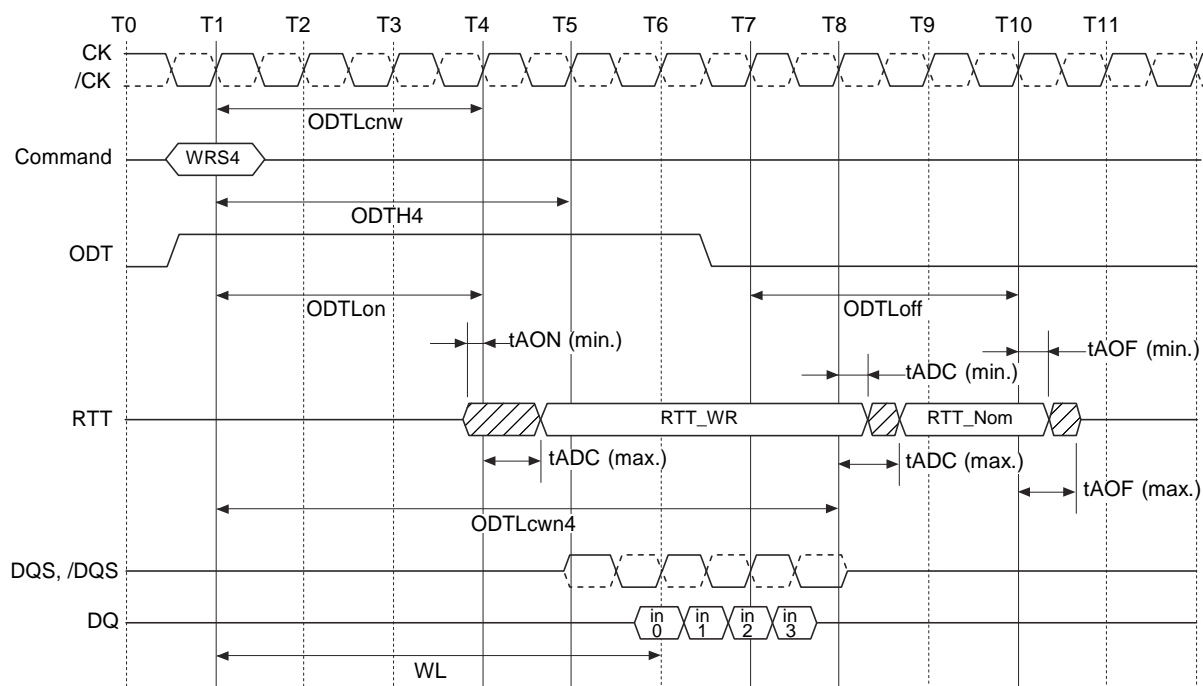 T0 T1 T2 T3 T4 T5 T6 T7 T8 T9 T10 T11
CK
/CK
ODTLcnw
Command
WRS4
ODTH4
ODT
ODTLon
ODTLoff
tAON (min.)
tAOF (min.)
tADC (min.)
RTT
RTT_WR
RTT_Nom
tADC (max.)
tADC (max.)
tAOF (max.)
ODTLcwn4
DQS, /DQS
DQ
in 0
in 1
in 2
in 3
WL